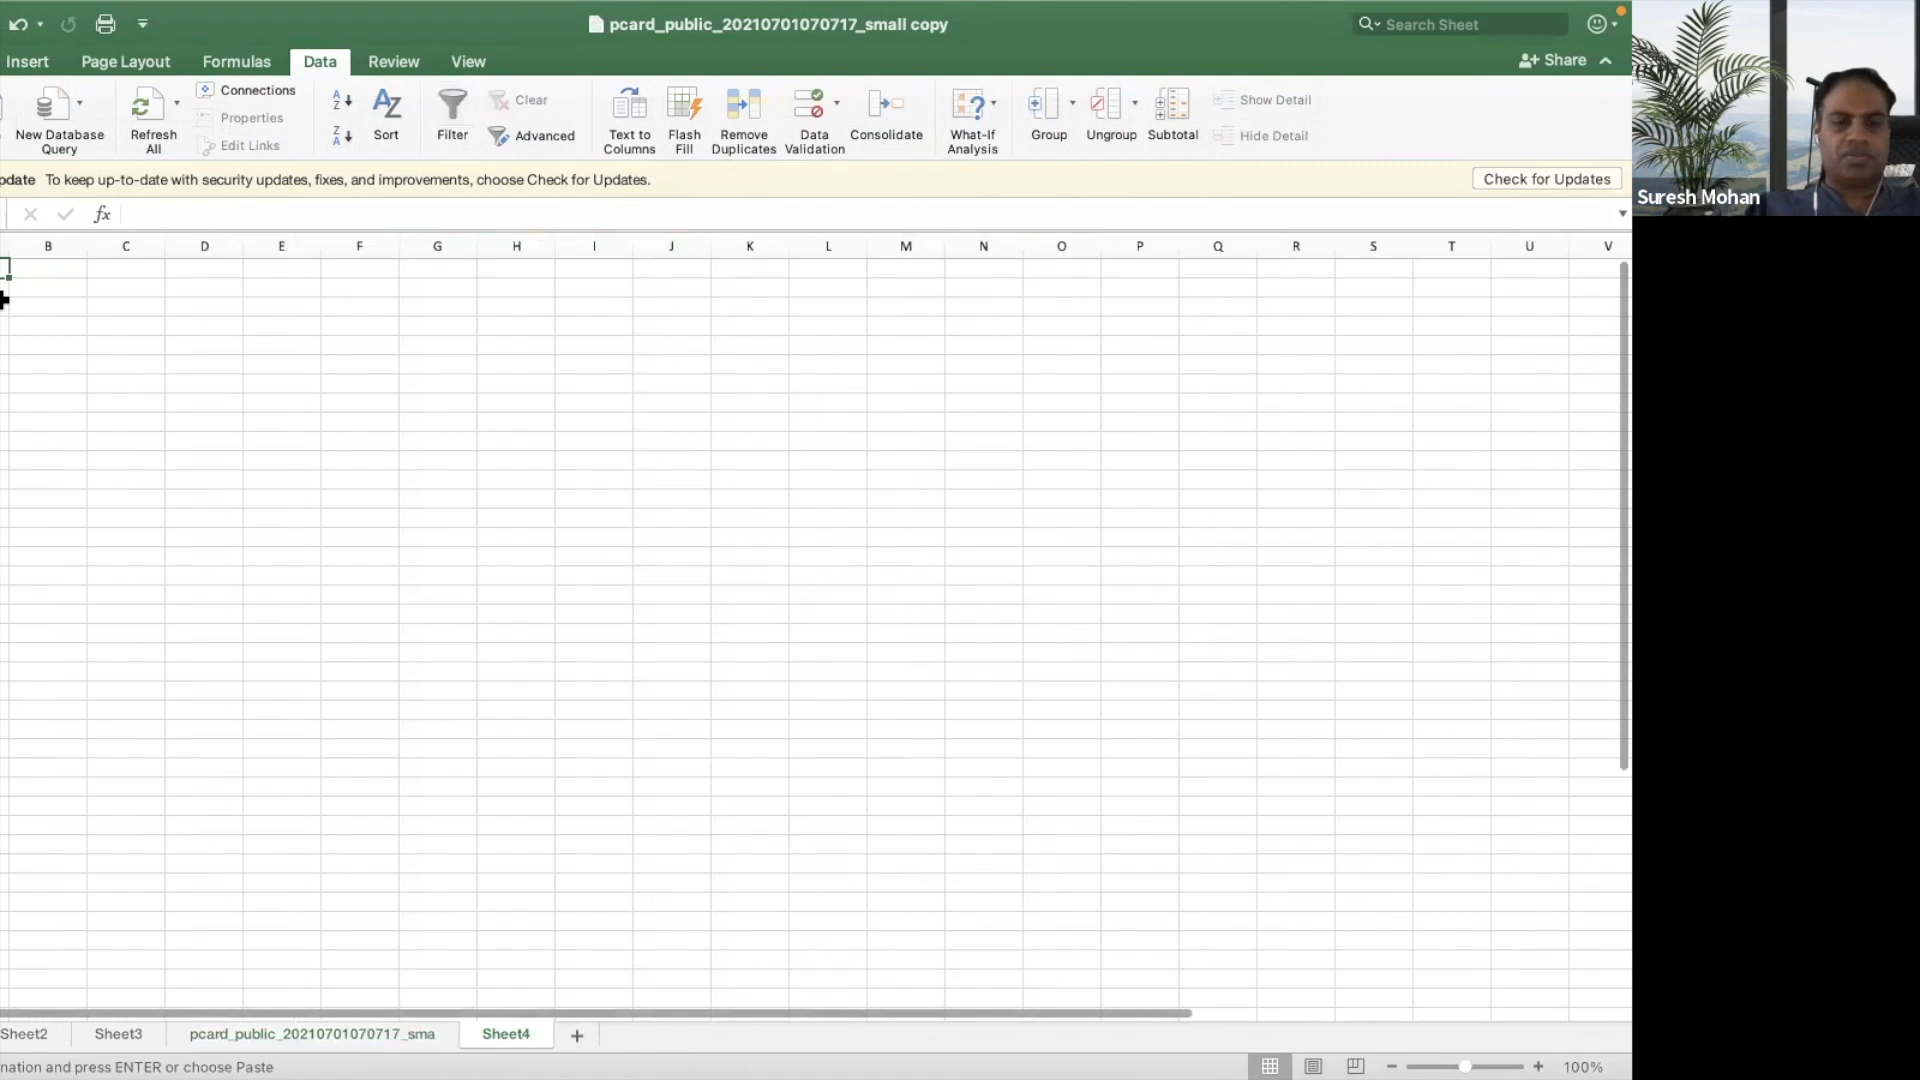 pcard_public_20210701070717_small copy
Search Sheet
Insert
Page Layout
Formulas
Data
Review
View
Share
New Database
Query
Refresh
All
Connections
Properties
Edit Links
A
Z
Z
A
AZ
Sort
Filter
Clear
Advanced
Text to
Columns
Flash
Fill
Remove
Duplicates
Data
Validation
Consolidate
What-If
Analysis
Group
Ungroup
Subtotal
Show Detail
Hide Detail
pdate To keep up-to-date with security updates, fixes, and improvements, choose Check for Updates.
Check for Updates
Suresh Mohan
fx
B C D E F G H I J K L M N O P Q R S T U V
Sheet2
Sheet3
pcard_public_20210701070717_sma
Sheet4
nation and press ENTER or choose Paste
100%